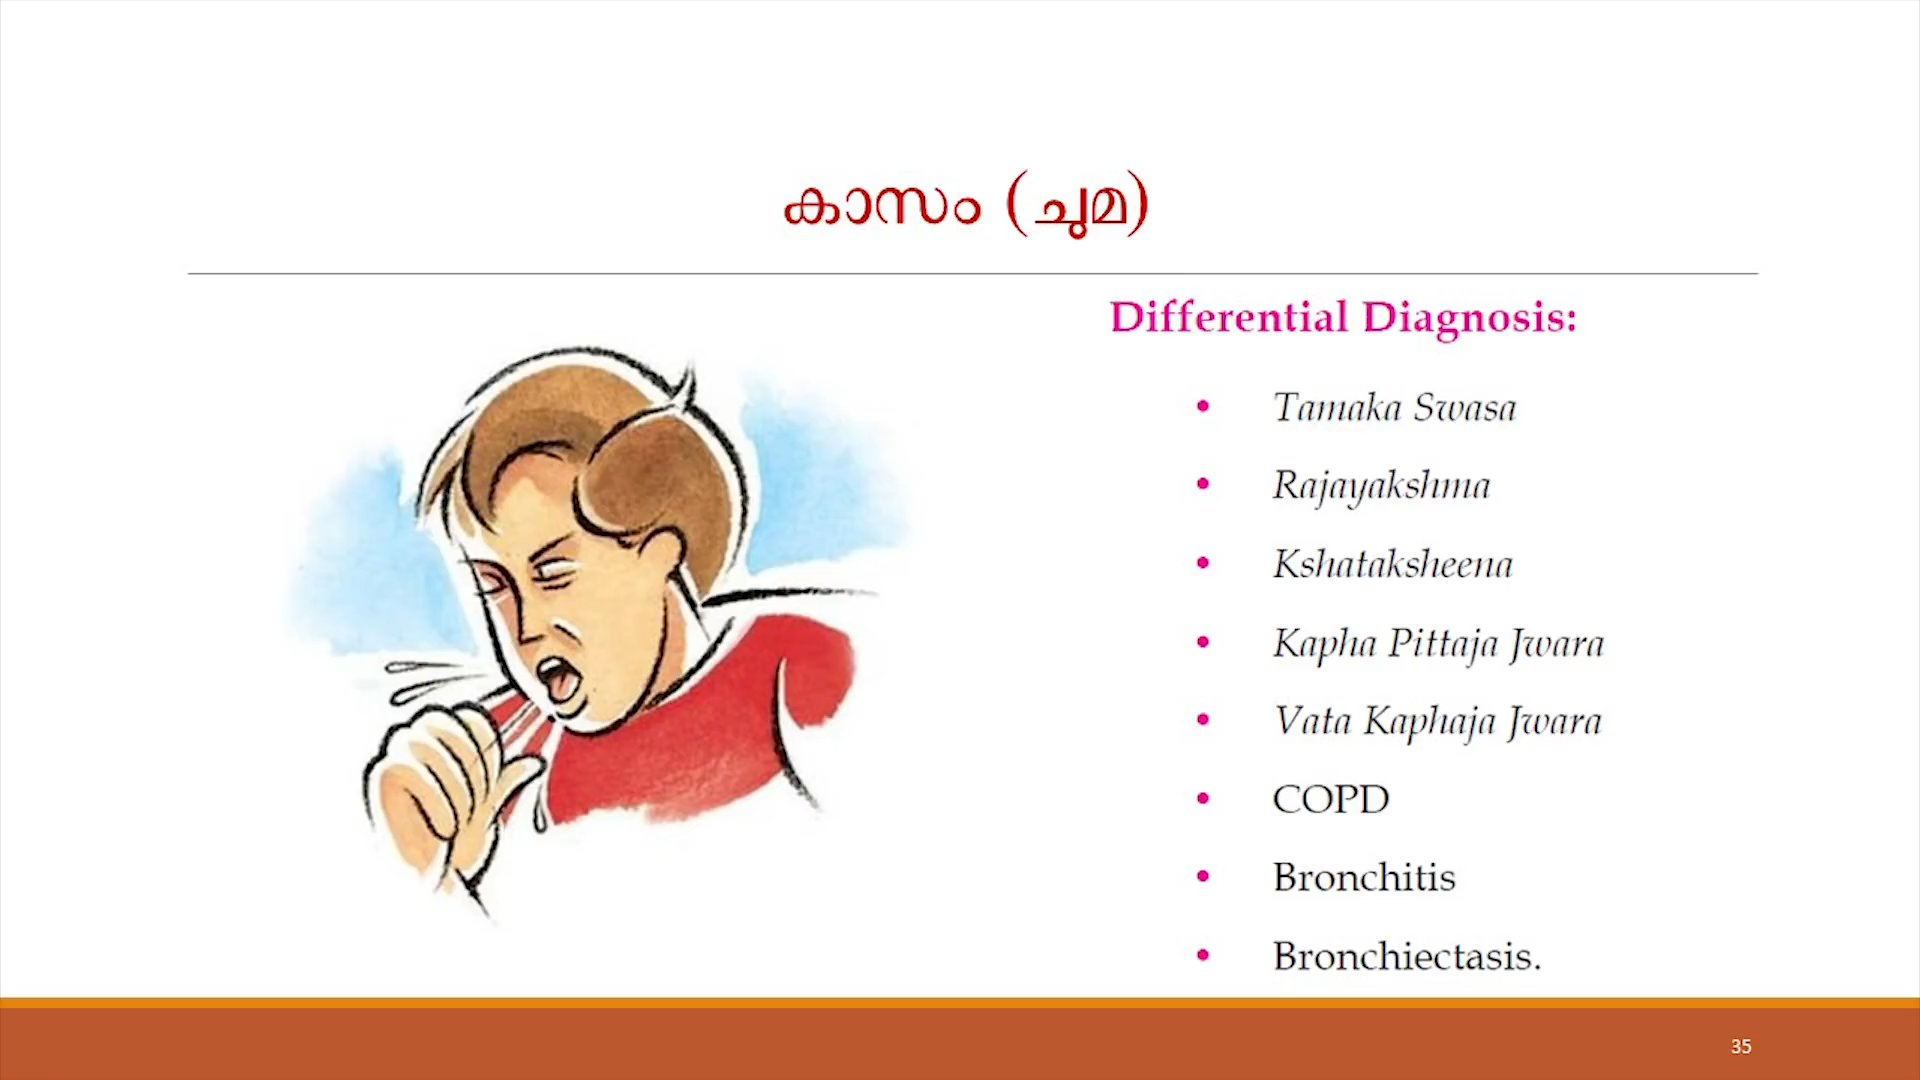 കാസം (ചുമ)
Differential Diagnosis:
• Tamaka Swasa
• Rajayakshma
• Kshataksheena
• Kapha Pittaja Jwara
• Vata Kaphaja Jwara
• COPD
• Bronchitis
• Bronchiectasis.
35